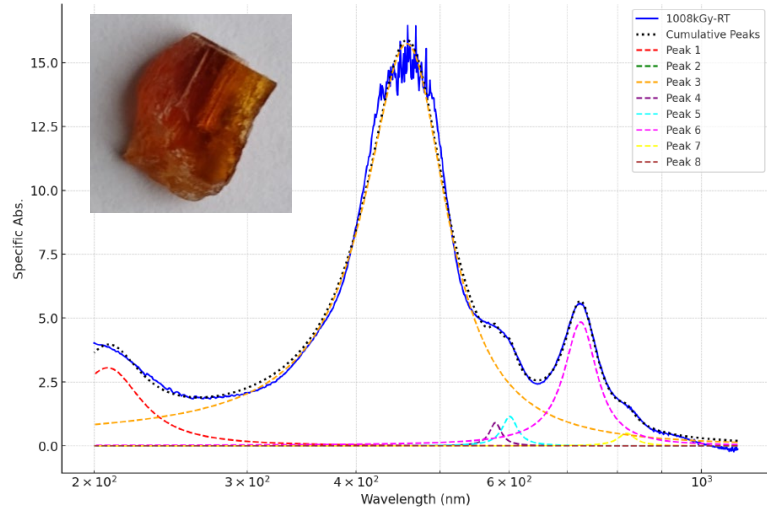 1008kGy-RT
Cumulative Peaks
Peak 1
Peak 2
Peak 3
Peak 4
Peak 5
Peak 6
Peak 7
Peak 8
15.0
12.5
10.0
7.5
5.0
2.5
0.0
Specific Abs.
2 × 10² 3 × 10² 4 × 10² 6 × 10² 10³
Wavelength (nm)